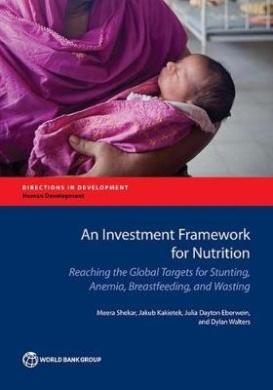 DIRECTIONS IN DEVELOPMENT
Human Development
An Investment Framework
for Nutrition
Reaching the Global Targets for Stunting,
Anemia, Breastfeeding, and Wasting
Meera Shekar, Jakub Kakietek, Julia Dayton Eberwein,
and Dylan Walters
WORLD BANK GROUP